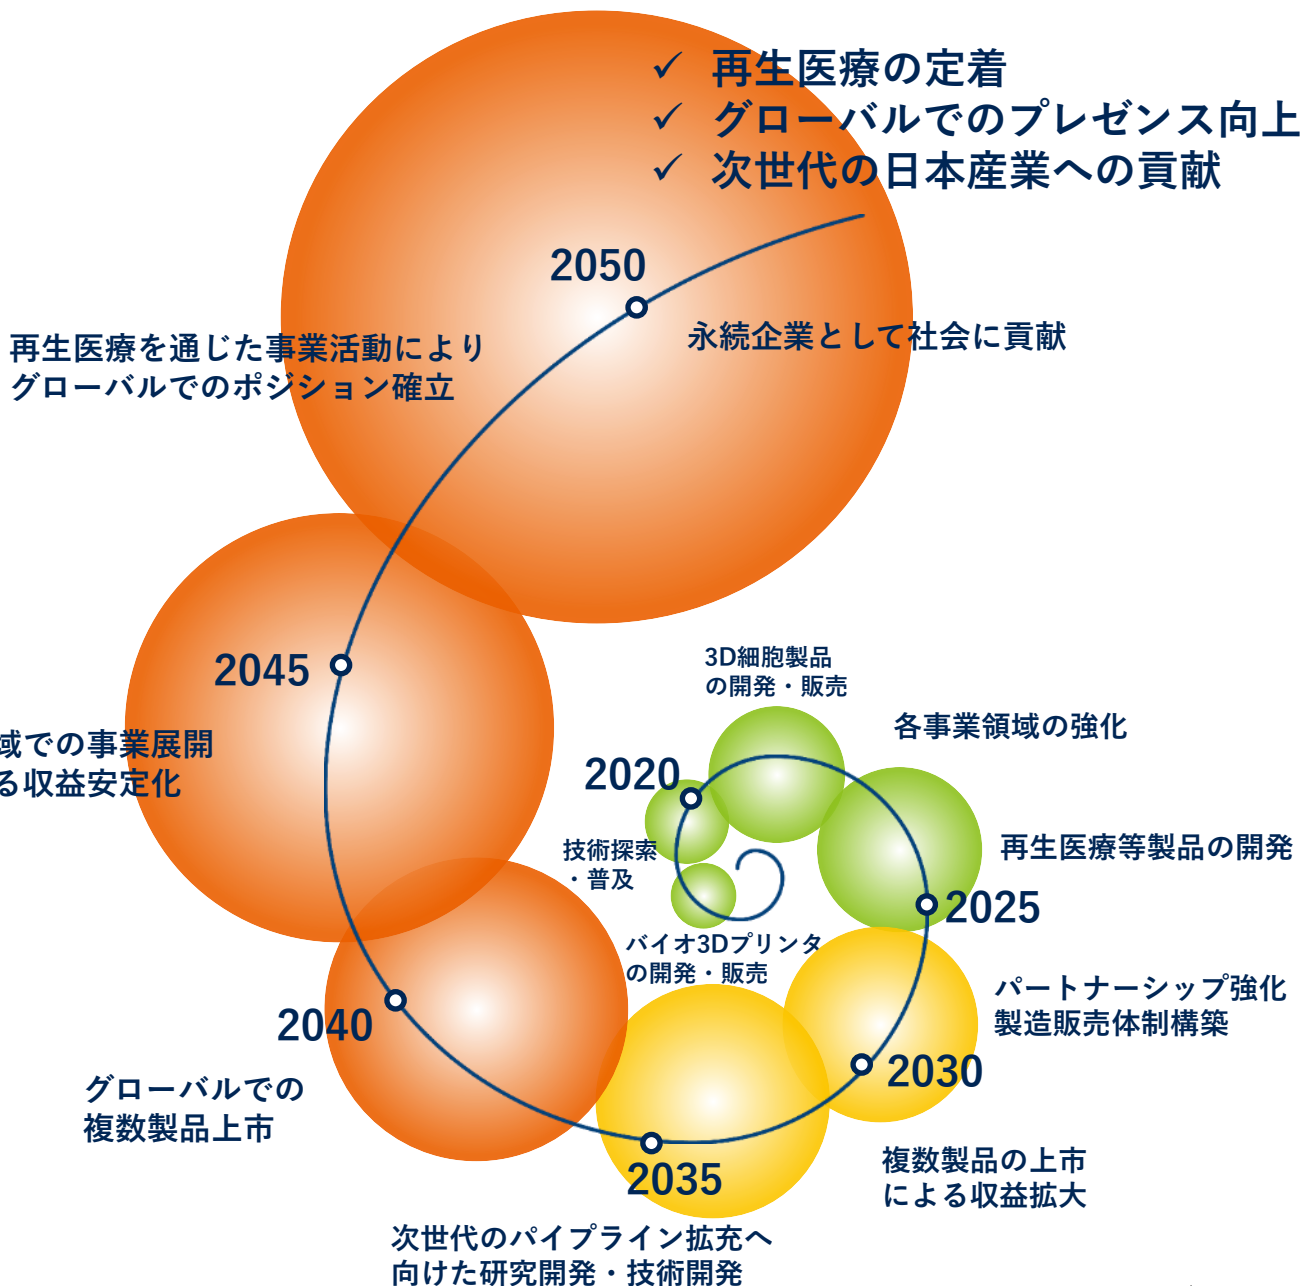 再生医療の定着
グローバルでのプレゼンス向上
次世代の日本産業への貢献
2050
永続企業として社会に貢献
再生医療を通じた事業活動により
グローバルでのポジション確立
2045
域での事業展開
る収益安定化
3D細胞製品
の開発・販売
各事業領域の強化
2020
技術探索
・普及
再生医療等製品の開発
2025
バイオ3Dプリンタ
の開発・販売
パートナーシップ強化
製造販売体制構築
2040
2030
グローバルでの
複数製品上市
2035
複数製品の上市
による収益拡大
次世代のパイプライン拡充へ
向けた研究開発・技術開発